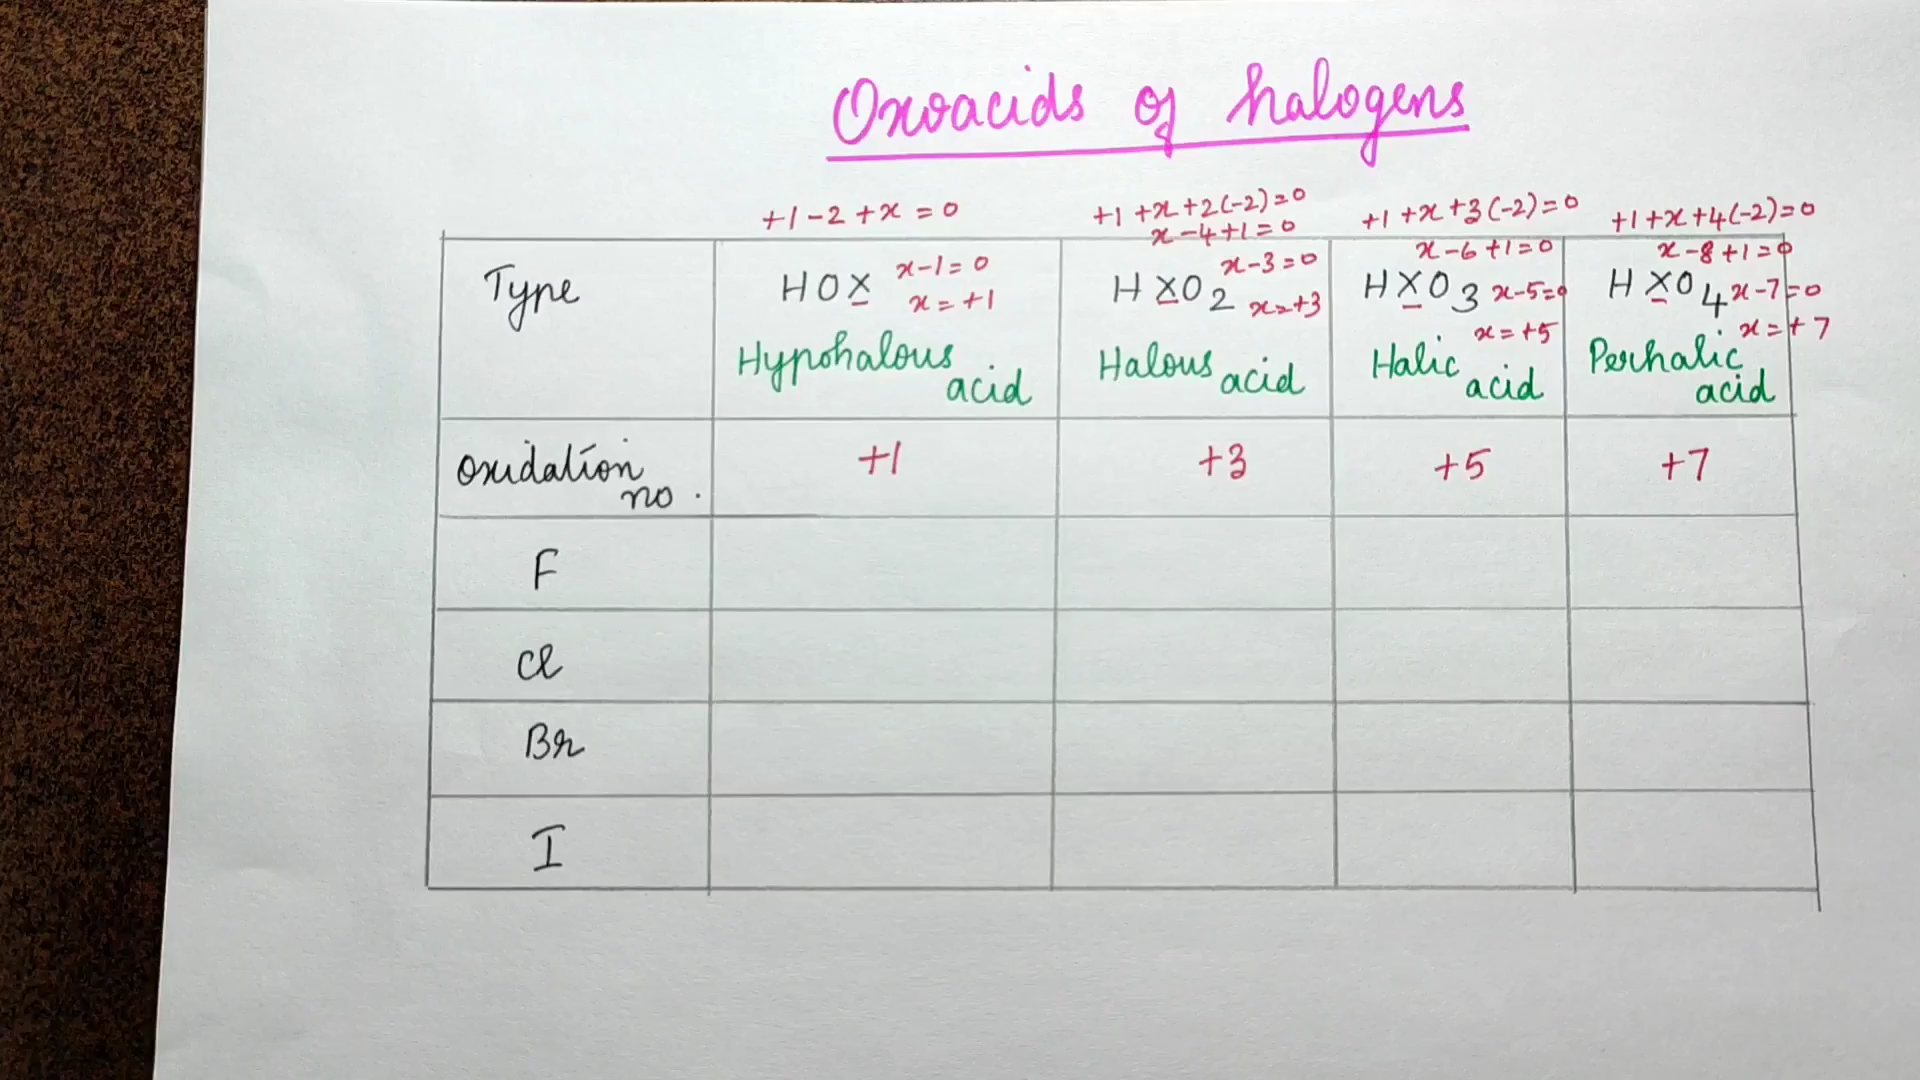 Oxoacids of halogens
+1-2+x=0
+1+x+2(-2)=0
x-4+1=0
+1+x+3(-2)=0
+1+x+4(-2)=0
Type
HOX
x-1=0
x=+1
Hypohalous
acid
HXO2
x-3=0
x=+3
Halous
acid
x-6+1=0
HXO3
x-5=0
x=+5
Halic
acid
x-8+1=0
HXO4
x-7=0
x=+7
Perhalic
acid
Oxidation
no.
+1
+3
+5
+7
F
Cl
Br
I